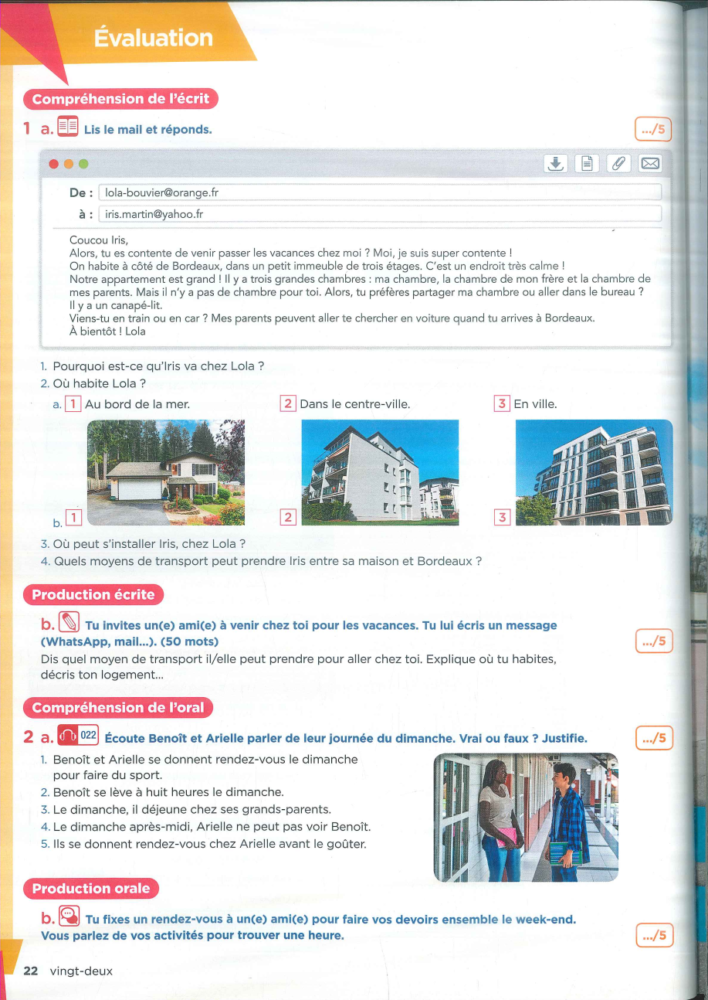 Évaluation
Compréhension de l'écrit
1 a. Lis le mail et réponds.
.../5
De : lola-bouvier@orange.fr
à : iris.martin@yahoo.fr
Coucou Iris,
Alors, tu es contente de venir passer les vacances chez moi ? Moi, je suis super contente !
On habite à côté de Bordeaux, dans un petit immeuble de trois étages. C'est un endroit très calme !
Notre appartement est grand ! Il y a trois grandes chambres : ma chambre, la chambre de mon frère et la chambre de
mes parents. Mais il n'y a pas de chambre pour toi. Alors, tu préfères partager ma chambre ou aller dans le bureau ?
Il y a un canapé-lit.
Viens-tu en train ou en car ? Mes parents peuvent aller te chercher en voiture quand tu arrives à Bordeaux.
À bientôt ! Lola
1. Pourquoi est-ce qu'Iris va chez Lola ?
2. Où habite Lola ?
a. 1 Au bord de la mer. 2 Dans le centre-ville. 3 En ville.
b. 1 2 3
3. Où peut s'installer Iris, chez Lola ?
4. Quels moyens de transport peut prendre Iris entre sa maison et Bordeaux ?
Production écrite
b. Tu invites un(e) ami(e) à venir chez toi pour les vacances. Tu lui écris un message
(WhatsApp, mail...). (50 mots)
.../5
Dis quel moyen de transport il/elle peut prendre pour aller chez toi. Explique où tu habites,
décris ton logement...
Compréhension de l'oral
2 a. 022 Écoute Benoît et Arielle parler de leur journée du dimanche. Vrai ou faux ? Justifie.
.../5
1. Benoît et Arielle se donnent rendez-vous le dimanche
pour faire du sport.
2. Benoît se lève à huit heures le dimanche.
3. Le dimanche, il déjeune chez ses grands-parents.
4. Le dimanche après-midi, Arielle ne peut pas voir Benoît.
5. Ils se donnent rendez-vous chez Arielle avant le goûter.
Production orale
b. Tu fixes un rendez-vous à un(e) ami(e) pour faire vos devoirs ensemble le week-end.
Vous parlez de vos activités pour trouver une heure.
.../5
22 vingt-deux